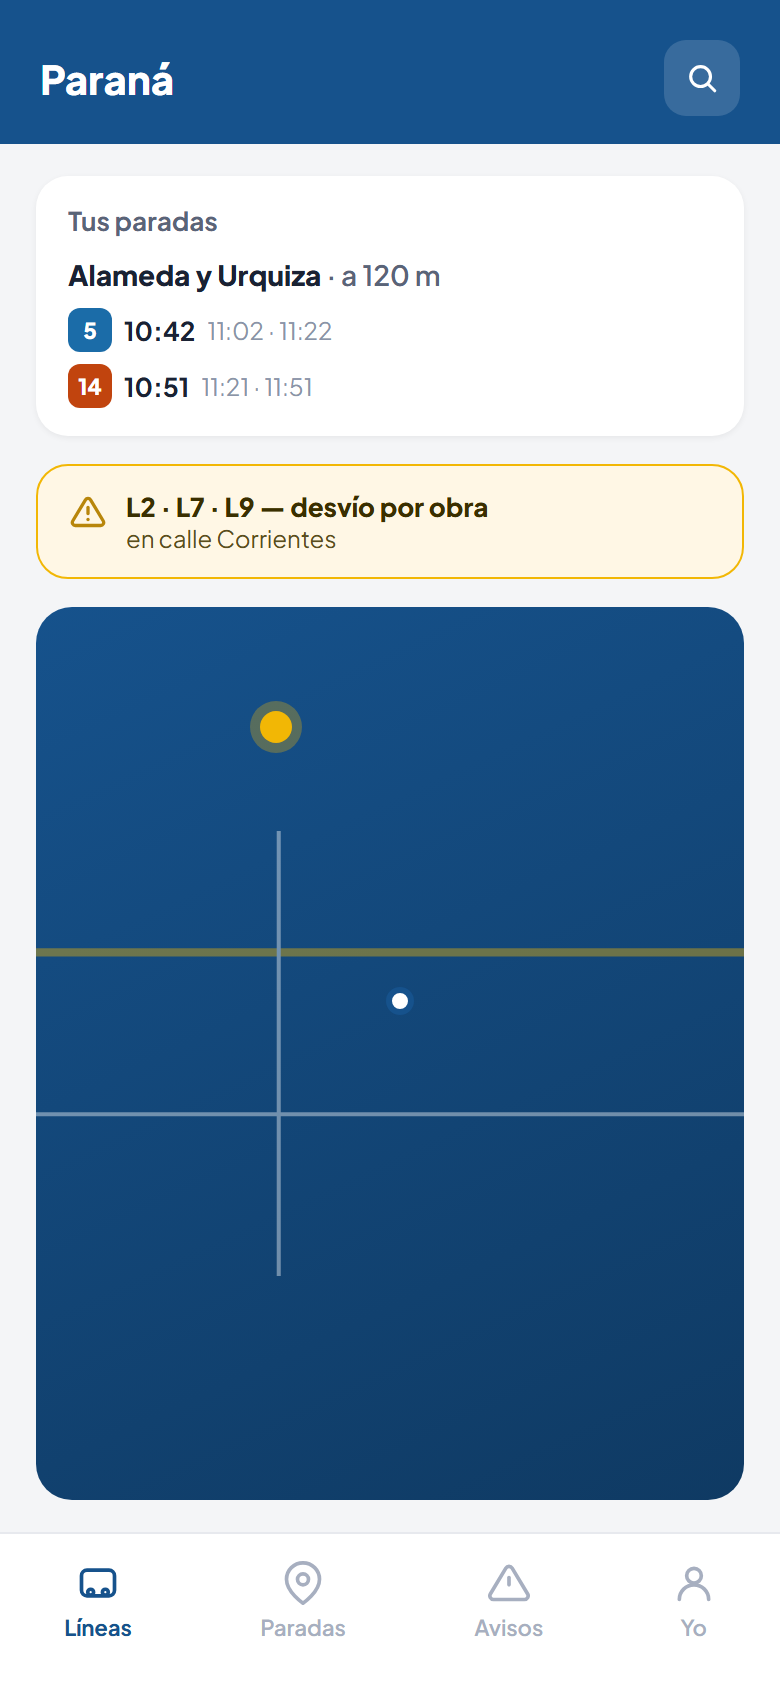 Paraná
Tus paradas
Alameda y Urquiza · a 120 m
5 10:42 11:02 · 11:22
14 10:51 11:21 · 11:51
L2 · L7 · L9 — desvío por obra
en calle Corrientes
Líneas Paradas Avisos Yo